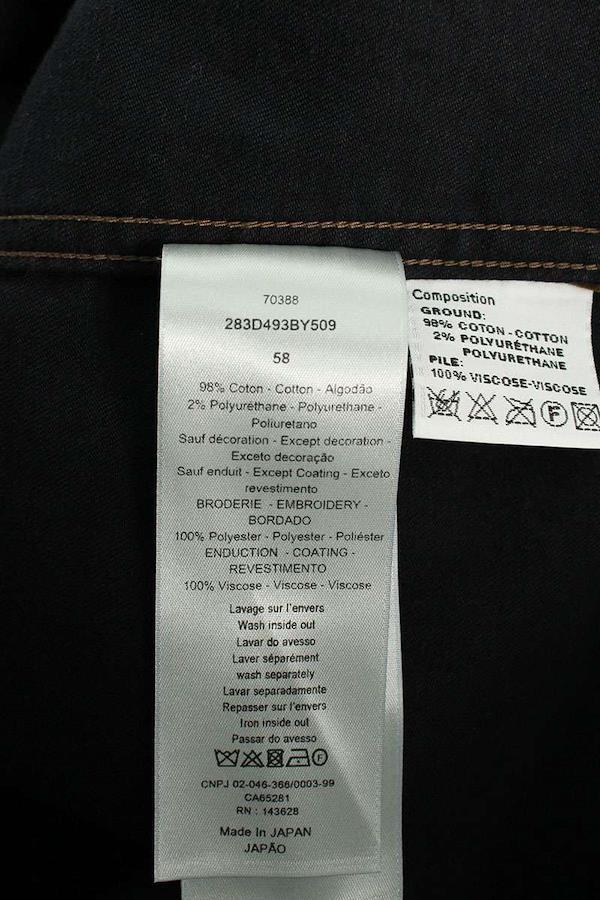 70388
283D493BY509
58
98% Coton - Cotton - Algodão
2% Polyuréthane - Polyurethane -
Poliuretano
Sauf décoration - Except decoration -
Exceto decoração
Sauf enduit - Except Coating - Exceto
revestimento
BRODERIE - EMBROIDERY -
BORDADO
100% Polyester - Polyester - Poliéster
ENDUCTION - COATING -
REVESTIMENTO
100% Viscose - Viscose - Viscose
Lavage sur l'envers
Wash inside out
Lavar do avesso
Laver séparément
wash separately
Lavar separadamente
Repasser sur l'envers
Iron inside out
Passar do avesso
CNPJ 02-046-366/0003-99
CA65281
RN : 143628
Made In JAPAN
JAPÃO
Composition
GROUND:
98% COTON - COTTON
2% POLYURÉTHANE
POLYURETHANE
PILE:
100% VISCOSE-VISCOSE